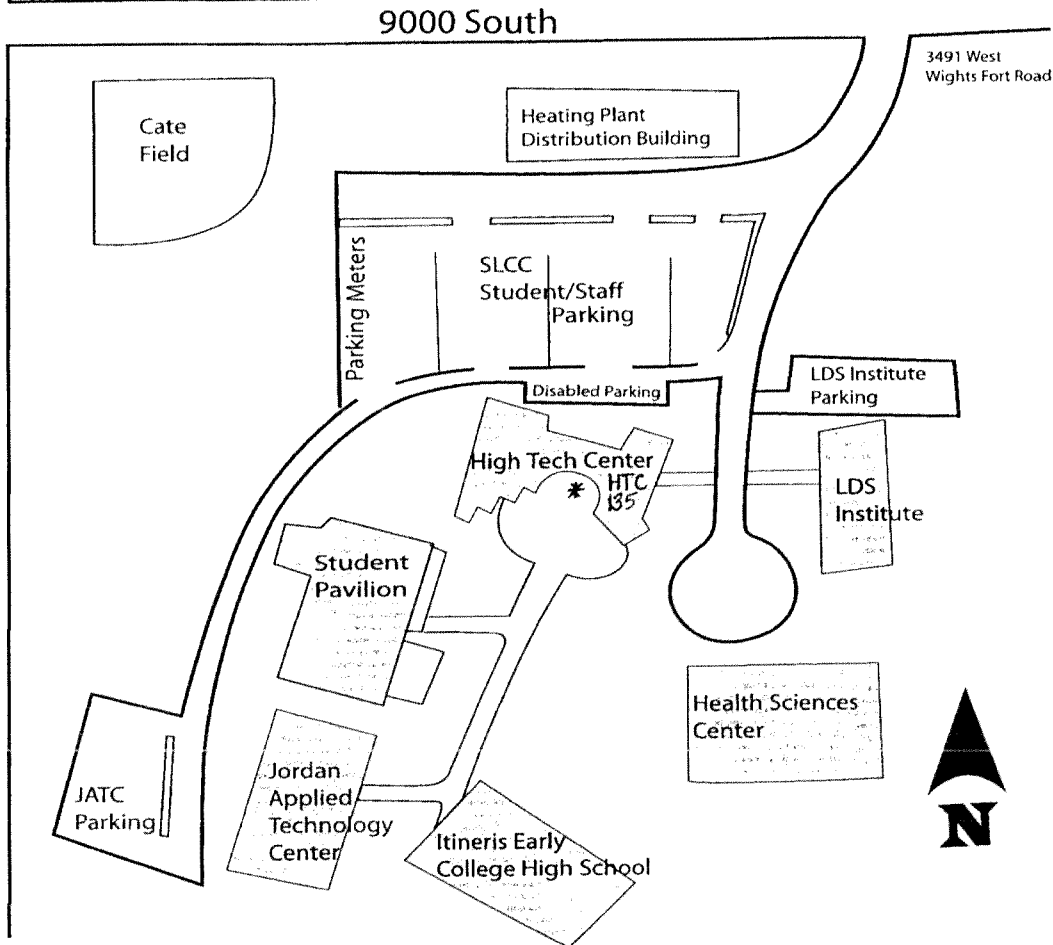 9000 South
3491 West
Wights Fort Road
Cate
Field
Heating Plant
Distribution Building
Parking Meters
SLCC
Student/Staff
Parking
LDS Institute
Parking
Disabled Parking
High Tech Center
*
HTC
135
LDS
Institute
Student
Pavilion
Health Sciences
Center
JATC
Parking
Jordan
Applied
Technology
Center
Itineris Early
College High School
N